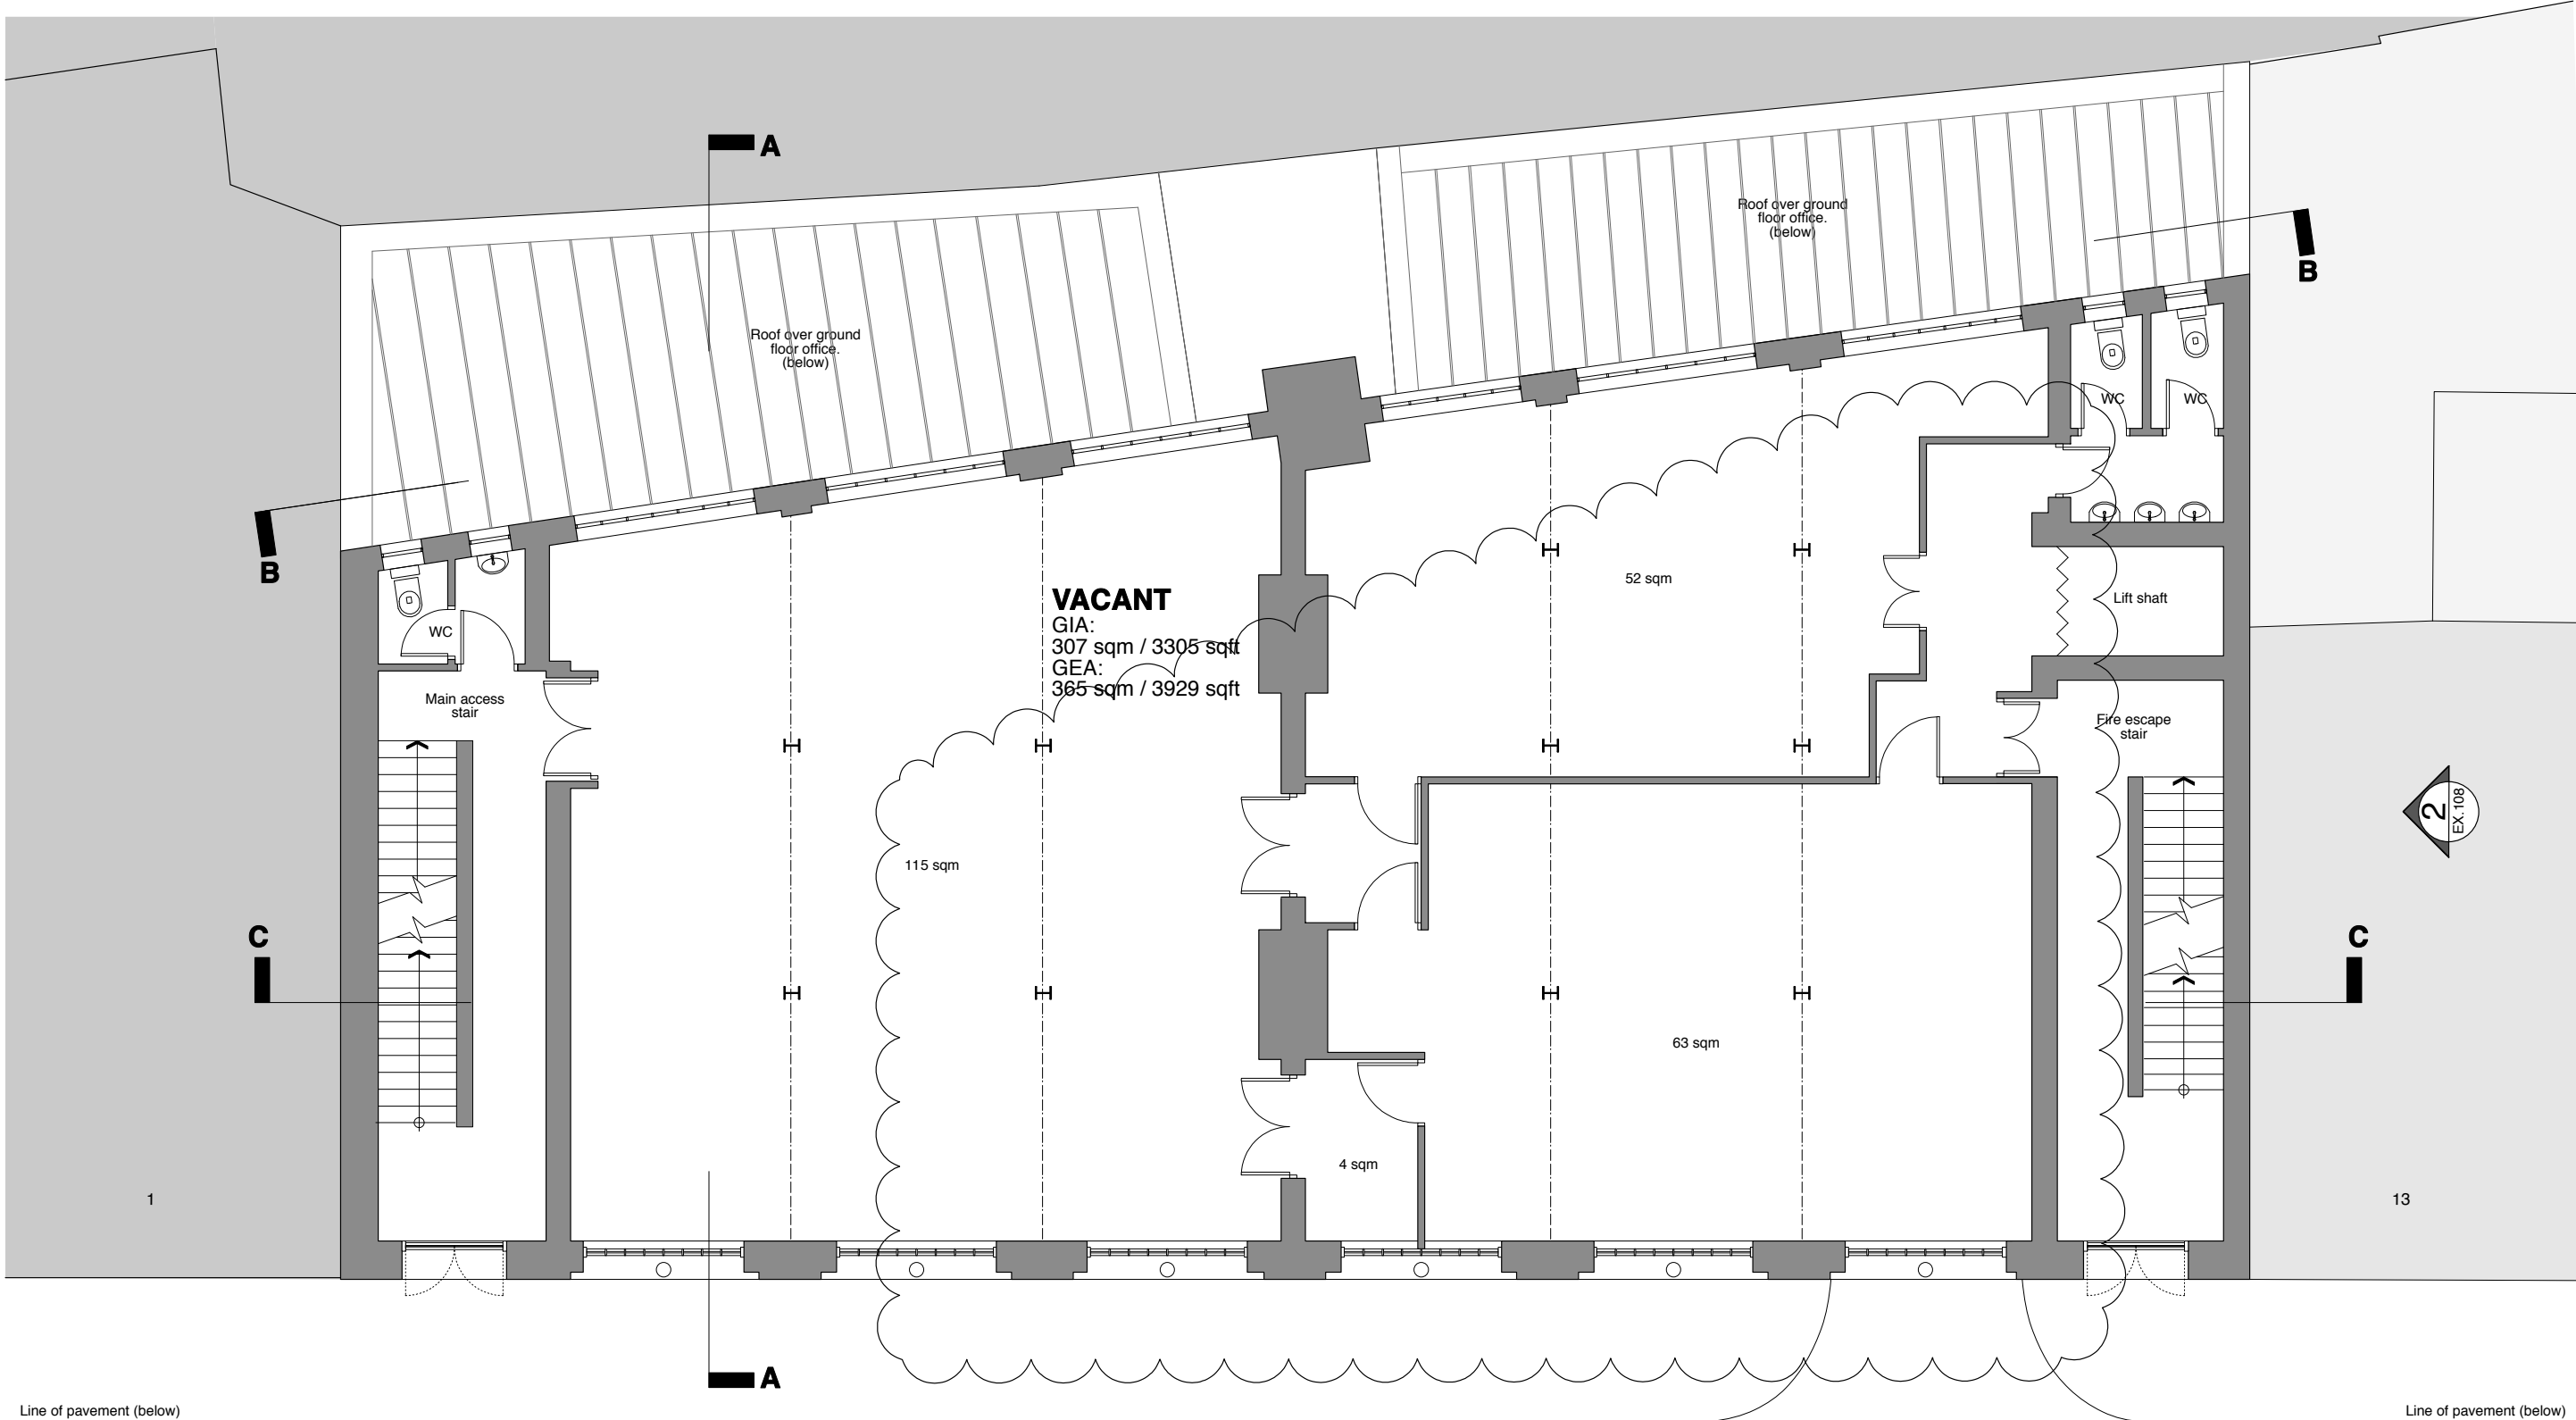 A
Roof over ground
floor office.
(below)
B
Roof over ground
floor office.
(below)
WC
WC
B
VACANT
GIA:
307 sqm / 3305 sqft
GEA:
365 sqm / 3929 sqft
52 sqm
Lift shaft
WC
Main access
stair
Fire escape
stair
2
EX.108
115 sqm
C
C
63 sqm
4 sqm
1
13
A
Line of pavement (below)
Line of pavement (below)